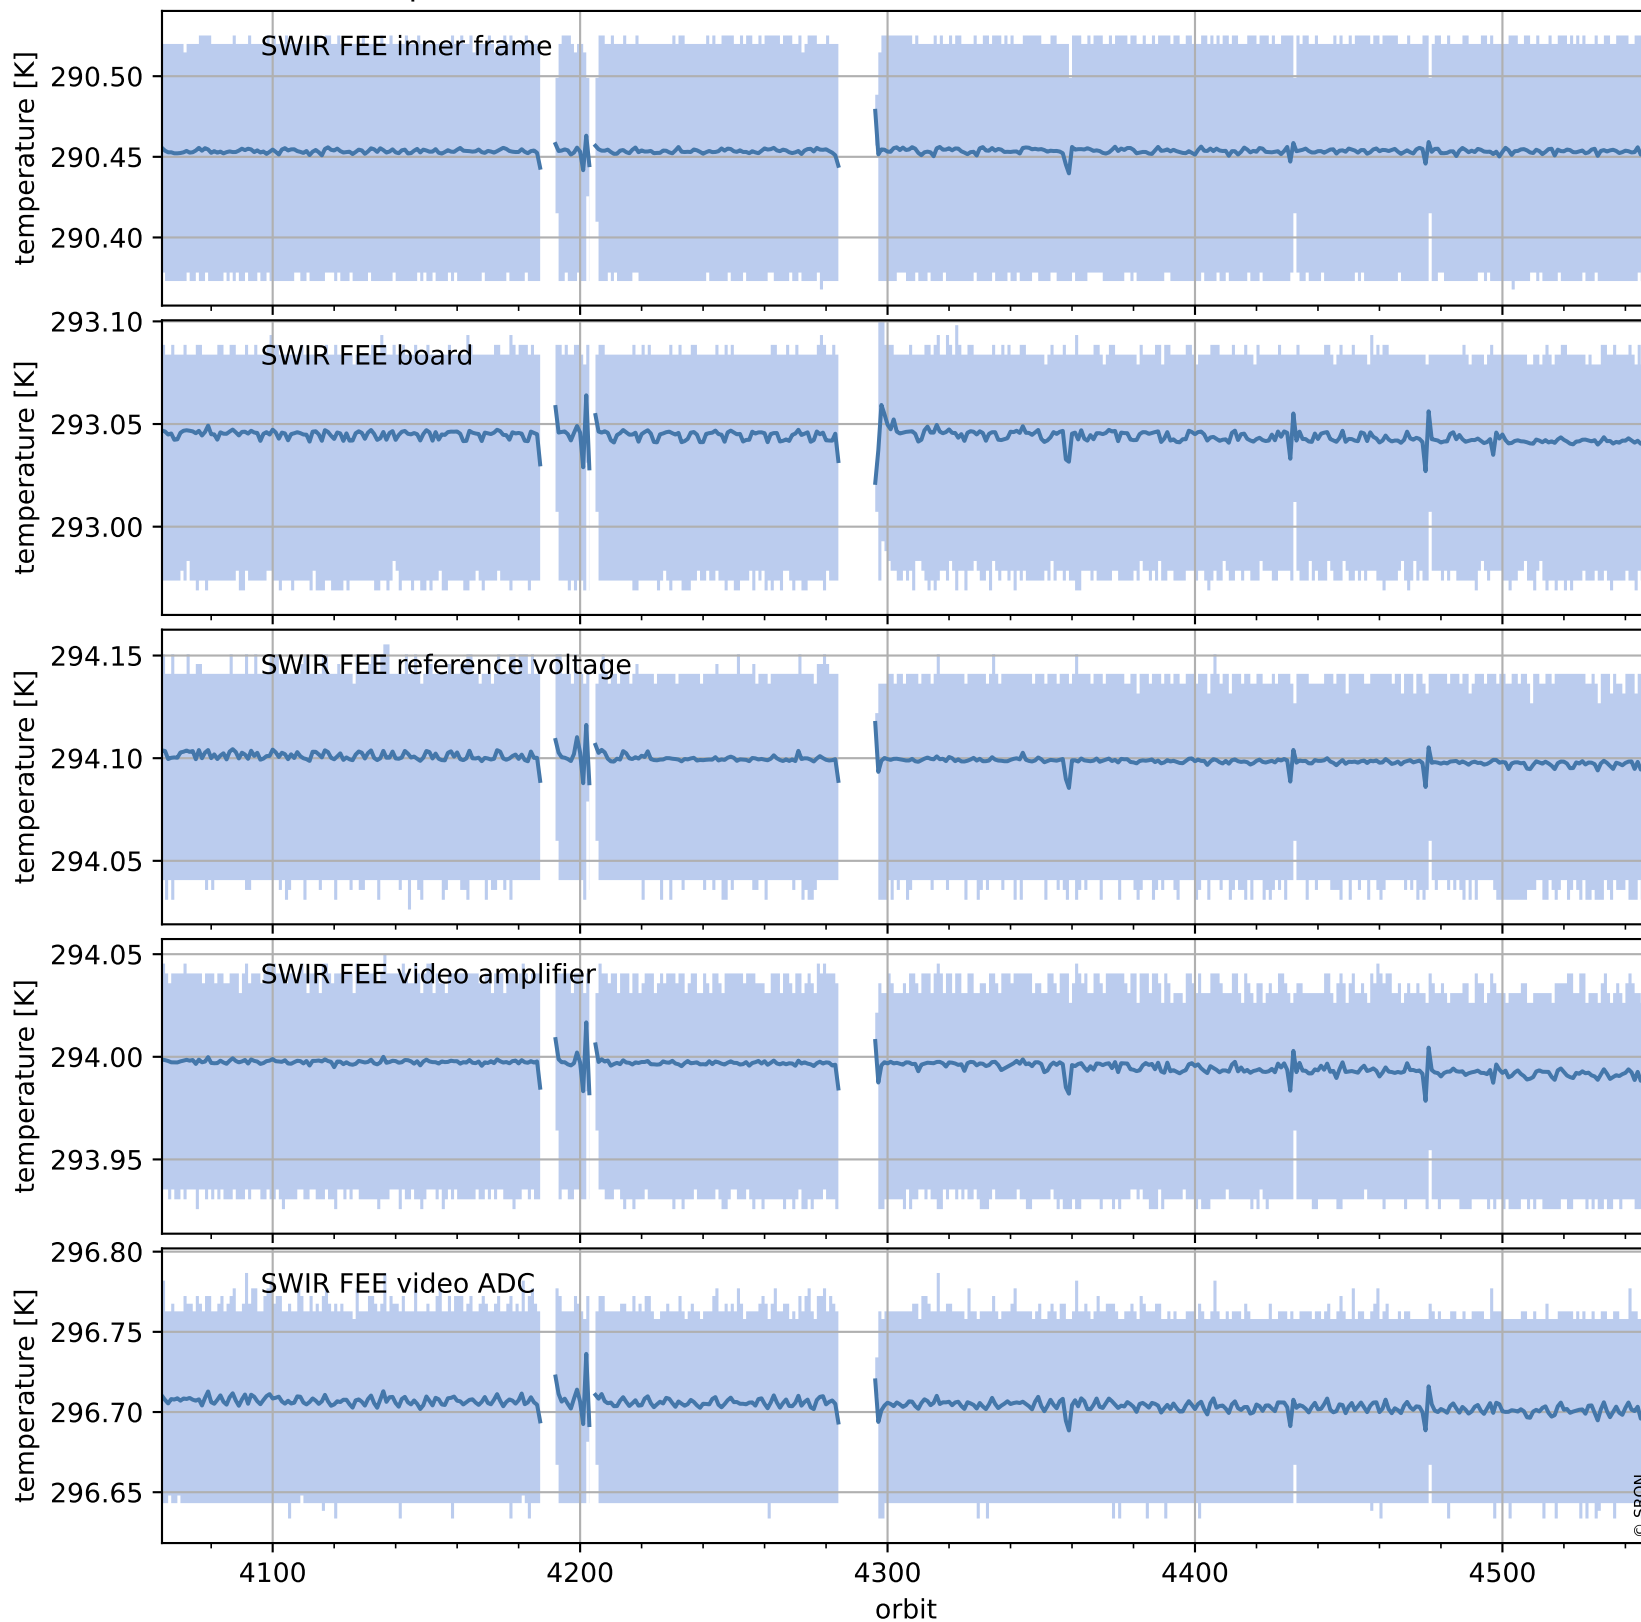 SWIR FEE inner frame
temperature [K]
290.50
290.45
290.40
SWIR FEE board
temperature [K]
293.10
293.05
293.00
SWIR FEE reference voltage
temperature [K]
294.15
294.10
294.05
SWIR FEE video amplifier
temperature [K]
294.05
294.00
293.95
SWIR FEE video ADC
temperature [K]
296.80
296.75
296.70
296.65
© SRON
4100 4200 4300 4400 4500
orbit